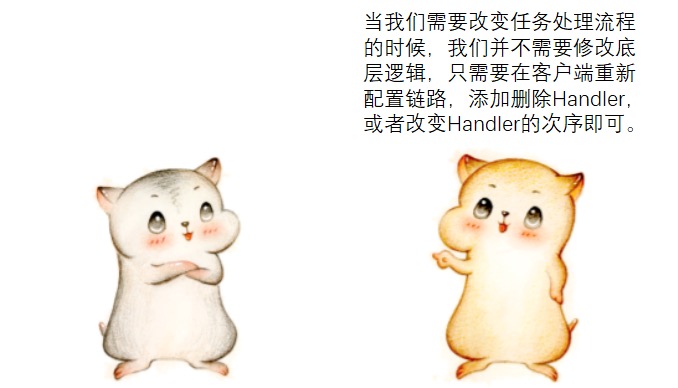 当我们需要改变任务处理流程
的时候，我们并不需要修改底
层逻辑，只需要在客户端重新
配置链路，添加删除Handler，
或者改变Handler的次序即可。